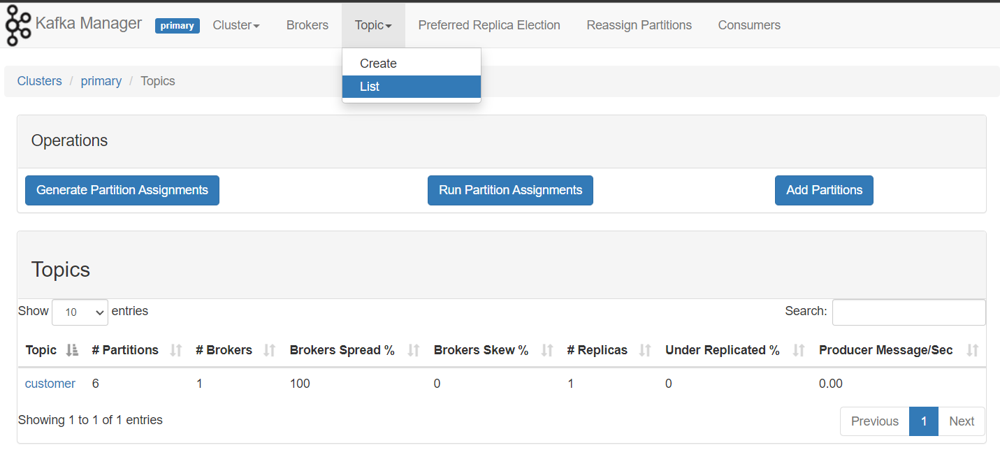 Kafka Manager primary Cluster Brokers Topic Preferred Replica Election Reassign Partitions Consumers
Create
List
Clusters / primary / Topics
Operations
Generate Partition Assignments Run Partition Assignments Add Partitions
Topics
Show 10 entries Search:
Topic # Partitions # Brokers Brokers Spread % Brokers Skew % # Replicas Under Replicated % Producer Message/Sec
customer 6 1 100 0 1 0 0.00
Showing 1 to 1 of 1 entries Previous 1 Next